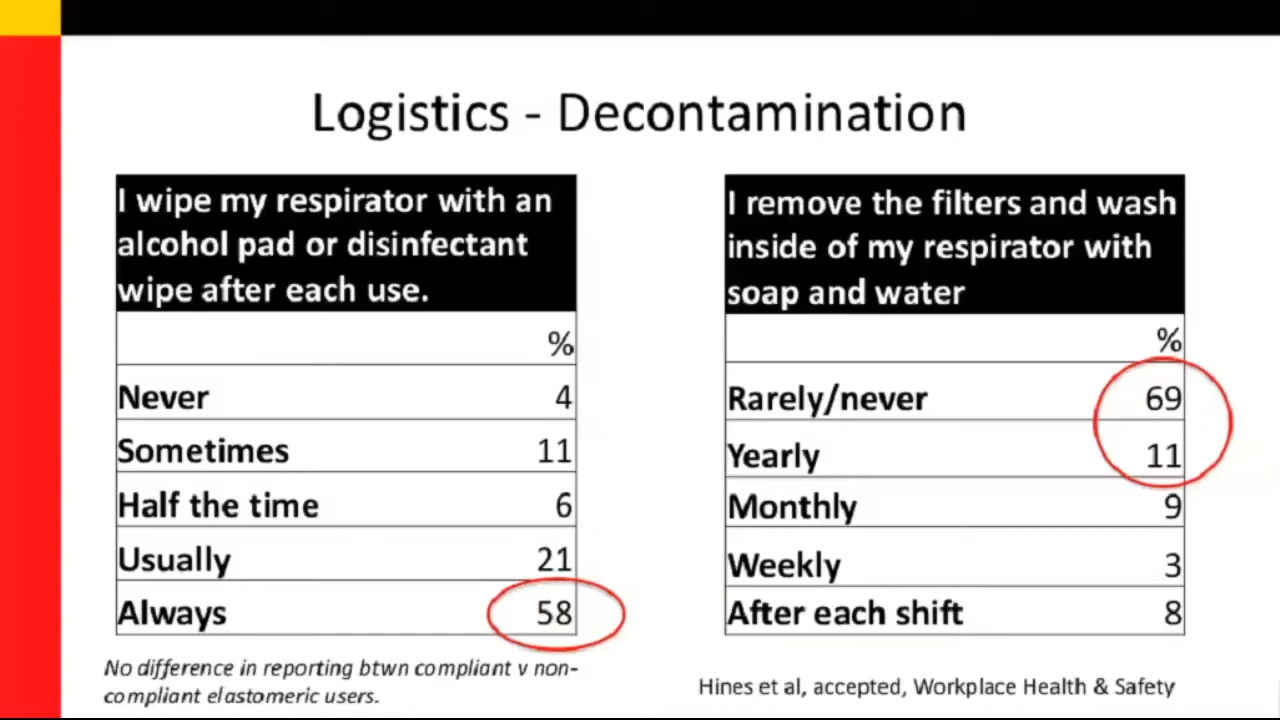 Logistics - Decontamination
I wipe my respirator with an
alcohol pad or disinfectant
wipe after each use.
%
Never 4
Sometimes 11
Half the time 6
Usually 21
Always 58
No difference in reporting btwn compliant v non-
compliant elastomeric users.
I remove the filters and wash
inside of my respirator with
soap and water
%
Rarely/never 69
Yearly 11
Monthly 9
Weekly 3
After each shift 8
Hines et al, accepted, Workplace Health & Safety